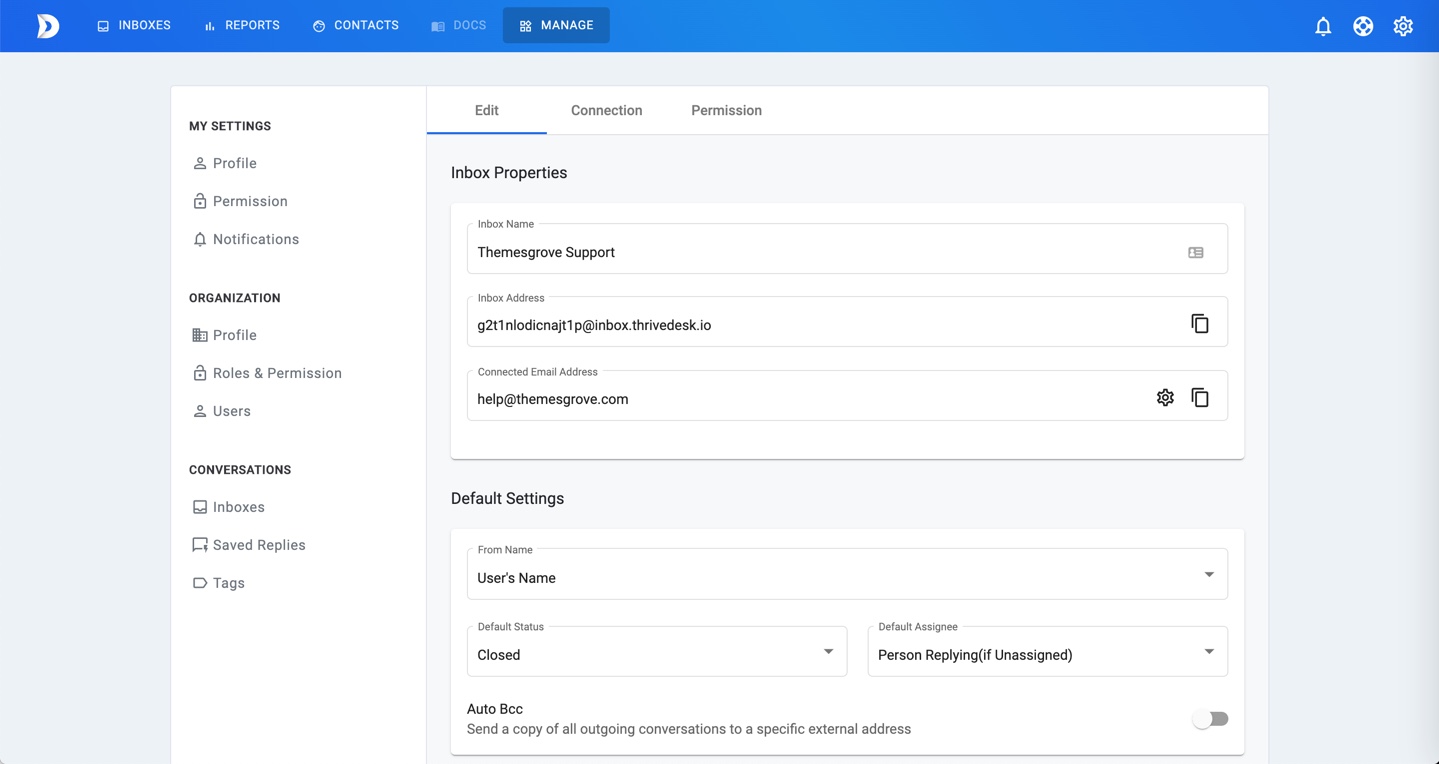 INBOXES
REPORTS
CONTACTS
DOCS
MANAGE
MY SETTINGS
Profile
Permission
Notifications
ORGANIZATION
Profile
Roles & Permission
Users
CONVERSATIONS
Inboxes
Saved Replies
Tags
Edit
Connection
Permission
Inbox Properties
Inbox Name
Themesgrove Support
Inbox Address
g2t1nlodicnajt1p@inbox.thrivedesk.io
Connected Email Address
help@themesgrove.com
Default Settings
From Name
User's Name
Default Status
Closed
Default Assignee
Person Replying(if Unassigned)
Auto Bcc
Send a copy of all outgoing conversations to a specific external address